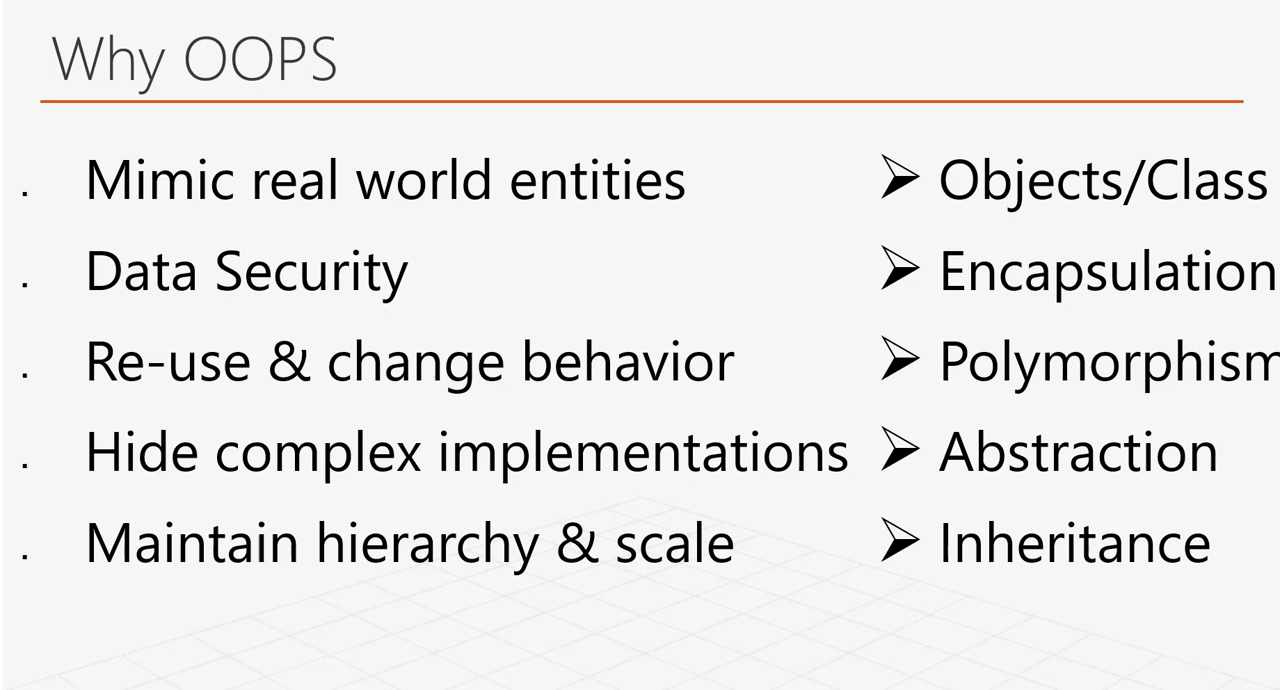 Why OOPS
. Mimic real world entities ➢ Objects/Class
. Data Security ➢ Encapsulation
. Re-use & change behavior ➢ Polymorphism
. Hide complex implementations ➢ Abstraction
. Maintain hierarchy & scale ➢ Inheritance